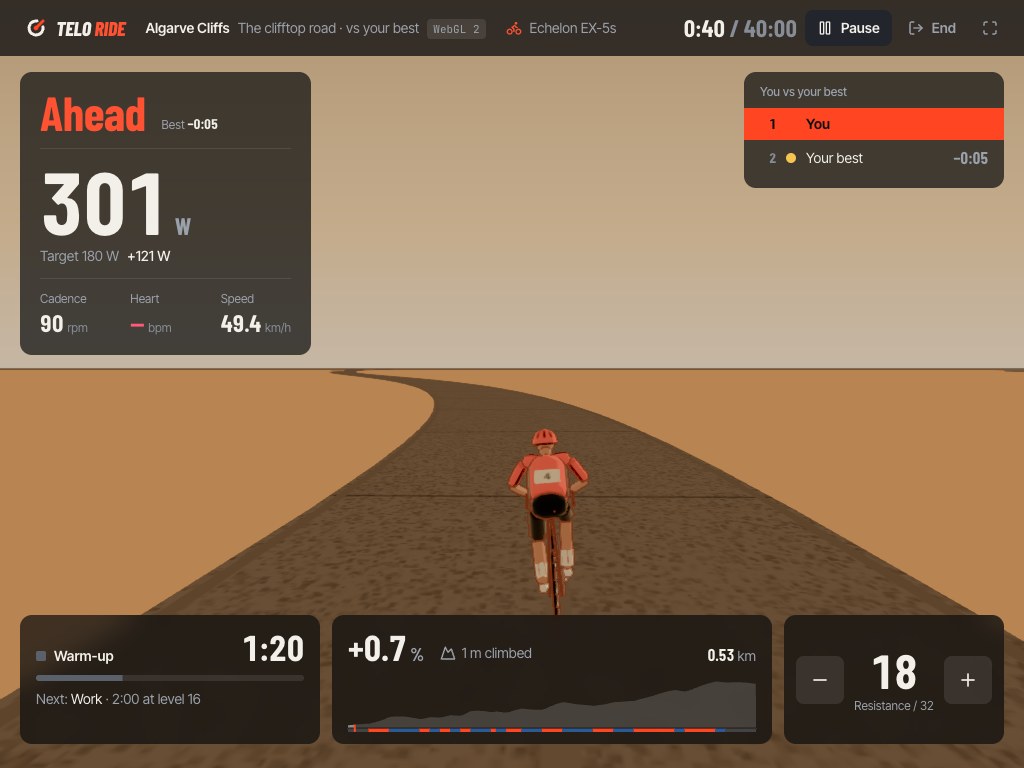 TELO RIDE Algarve Cliffs The clifftop road · vs your best WebGL 2 Echelon EX-5s 0:40 / 40:00 Pause End
Ahead Best −0:05
301 W
Target 180 W +121 W
Cadence Heart Speed
90 rpm — bpm 49.4 km/h
You vs your best
1 You
2 Your best −0:05
4
Warm-up 1:20
Next: Work · 2:00 at level 16
+0.7 % 1 m climbed 0.53 km
− 18 +
Resistance / 32